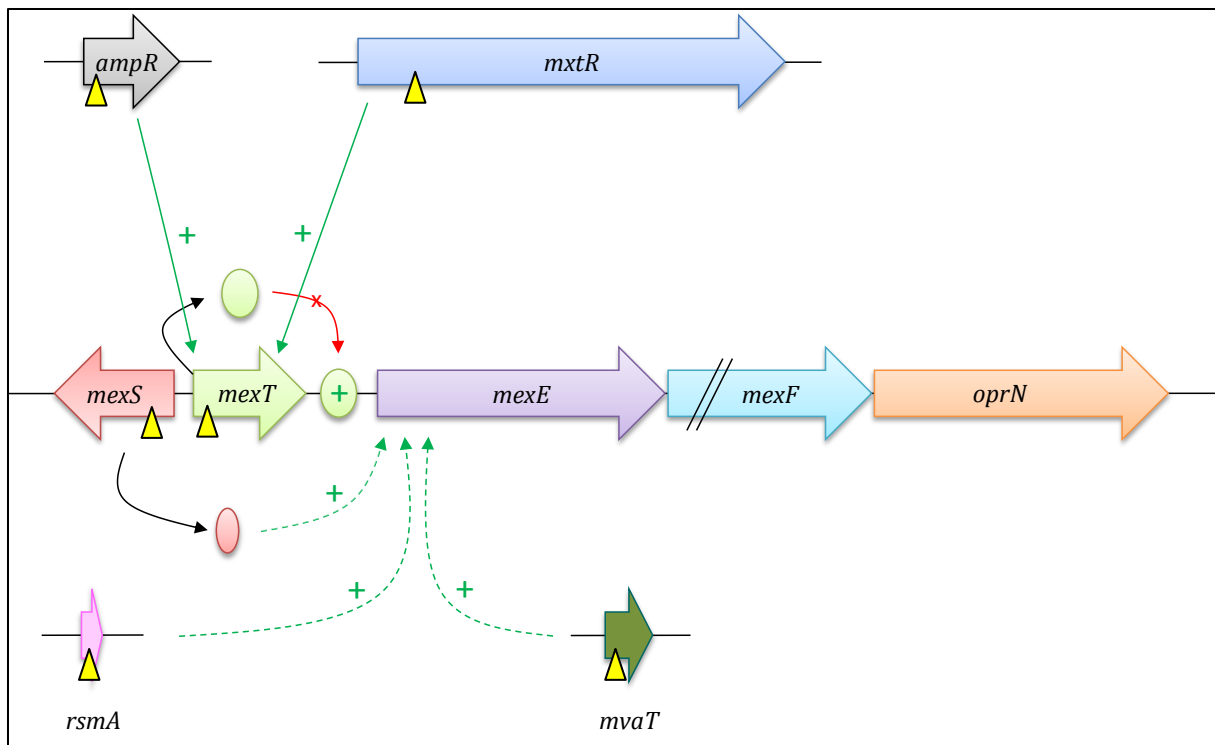 ampR
mxtR
+
+
x
mexS
mexT
+
mexE
mexF
oprN
+
+
+
rsmA
mvaT